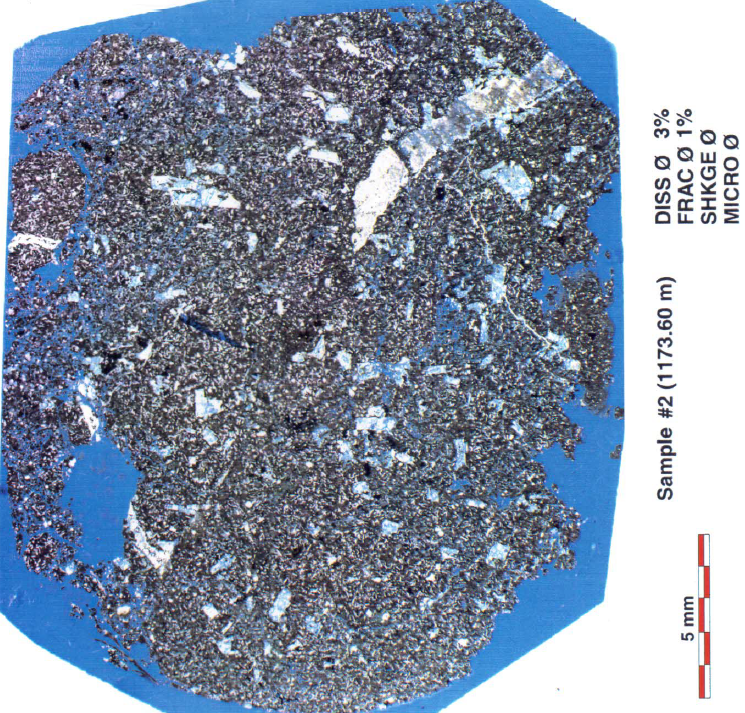 DISS Ø 3%
FRAC Ø 1%
SHKGE Ø
MICRO Ø
Sample #2 (1173.60 m)
5 mm